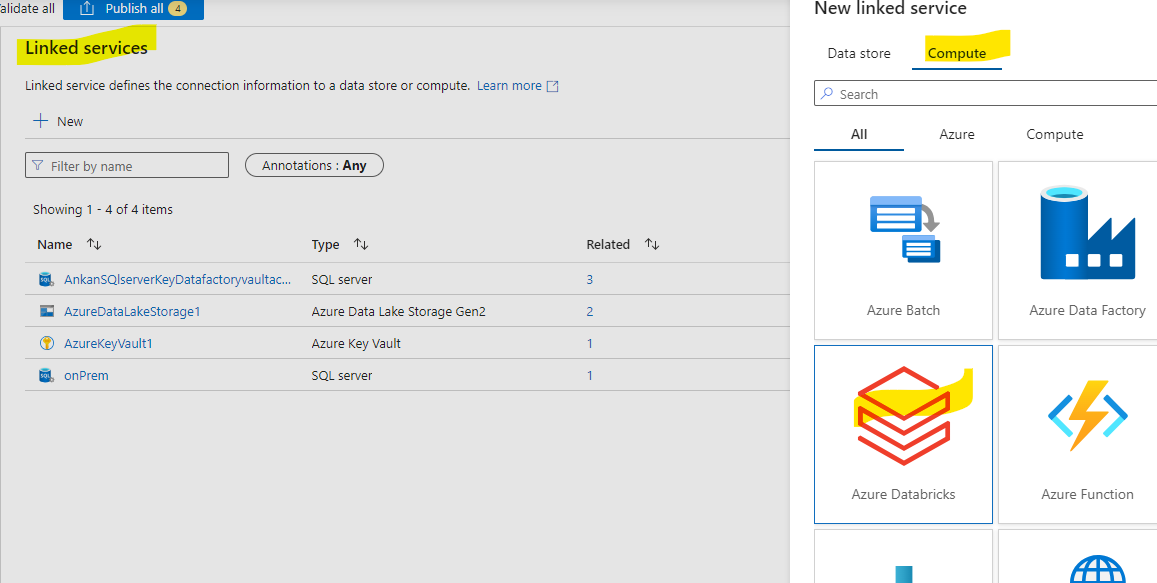 alidate all
Publish all 4
Linked services
Linked service defines the connection information to a data store or compute. Learn more
New
Filter by name
Annotations : Any
Showing 1 - 4 of 4 items
Name Type Related
AnkanSQlserverKeyDatafactoryvaultac... SQL server 3
AzureDataLakeStorage1 Azure Data Lake Storage Gen2 2
AzureKeyVault1 Azure Key Vault 1
onPrem SQL server 1
New linked service
Data store Compute
Search
All Azure Compute
Azure Batch Azure Data Factory
Azure Databricks Azure Function